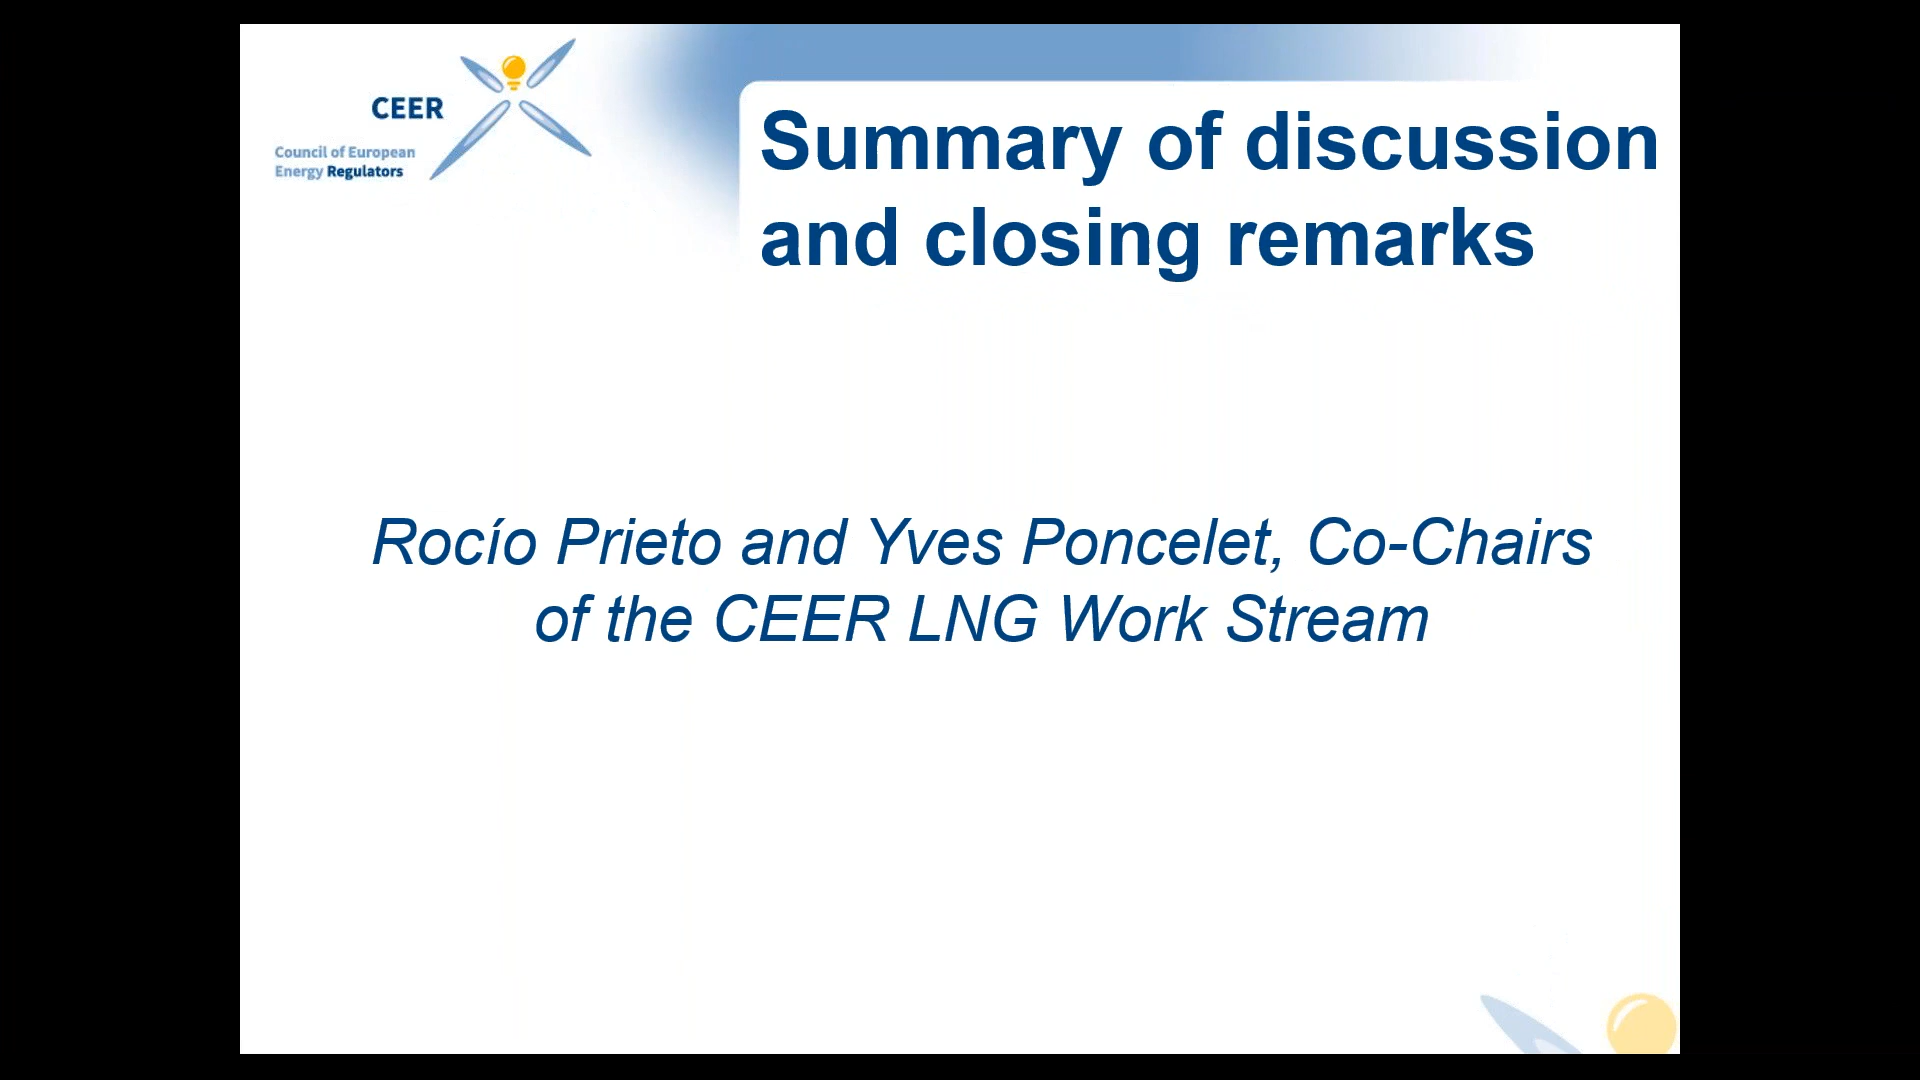 CEER
Council of European
Energy Regulators
Summary of discussion
and closing remarks
Rocío Prieto and Yves Poncelet, Co-Chairs
of the CEER LNG Work Stream